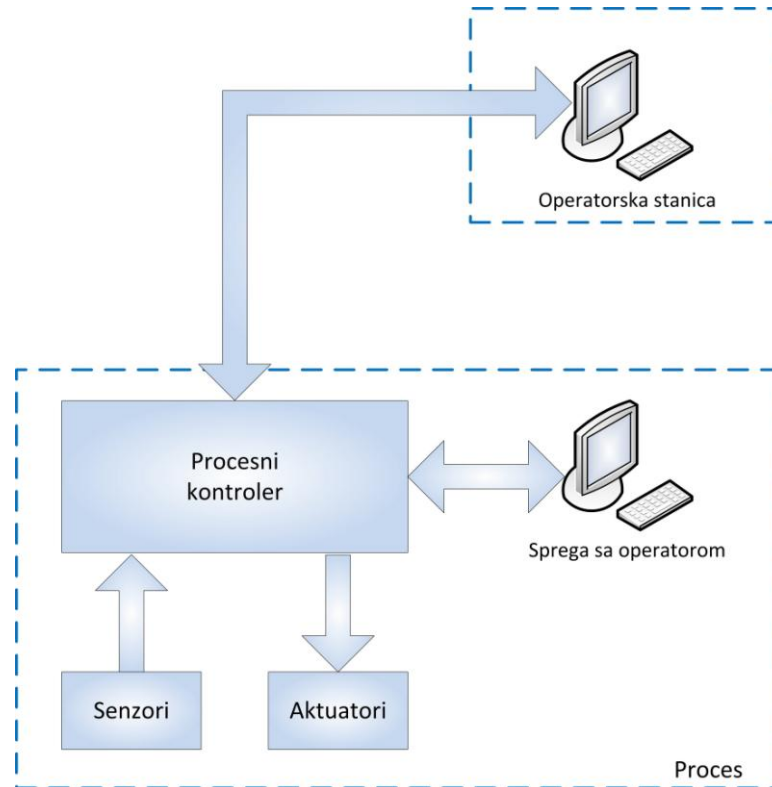 Operatorska stanica
Procesni
kontroler
Sprega sa operatorom
Senzori
Aktuatori
Proces